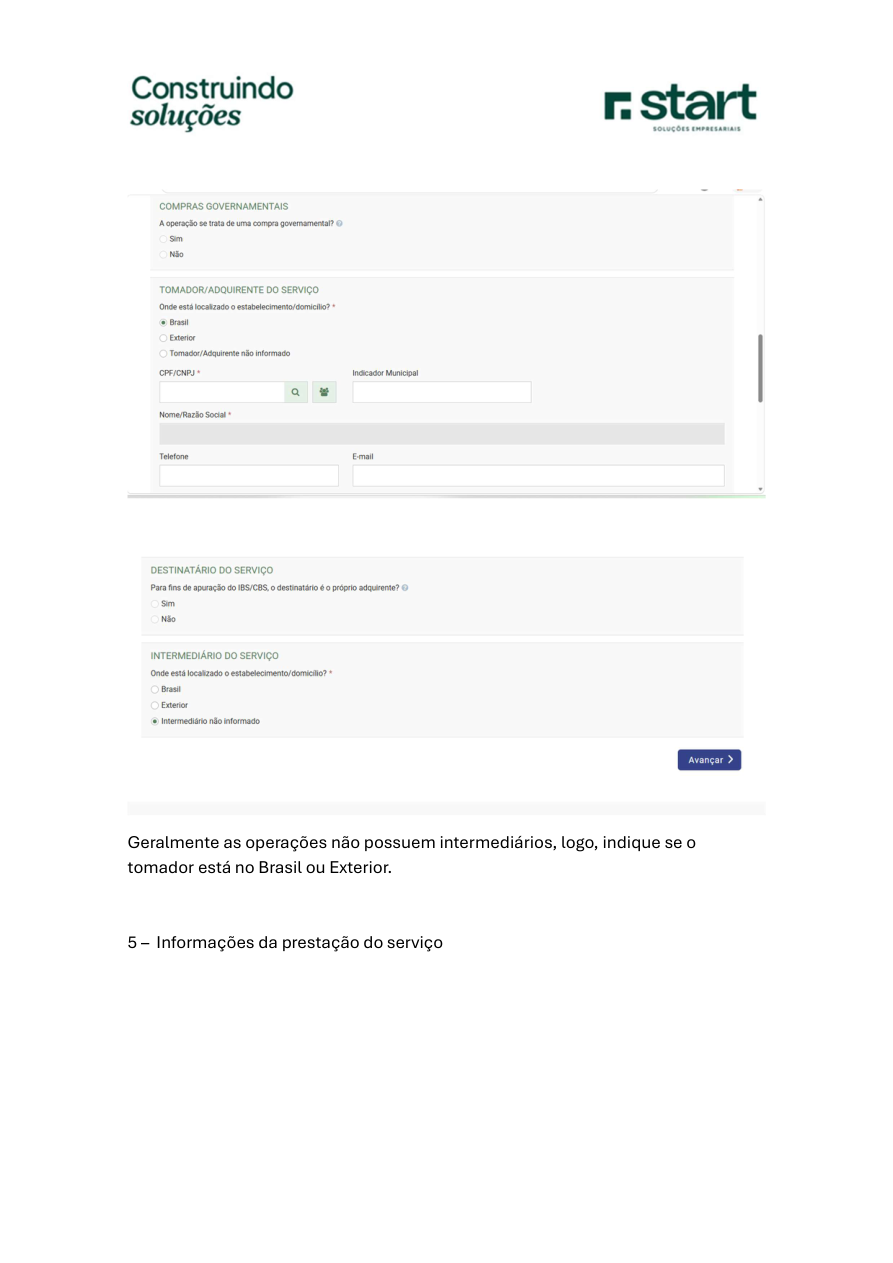 Construindo
soluções
start
SOLUÇÕES EMPRESARIAIS
COMPRAS GOVERNAMENTAIS
A operação se trata de uma compra governamental?
Sim
Não
TOMADOR/ADQUIRENTE DO SERVIÇO
Onde está localizado o estabelecimento/domicílio? *
Brasil
Exterior
Tomador/Adquirente não informado
CPF/CNPJ * Indicador Municipal
Nome/Razão Social *
Telefone E-mail
DESTINATÁRIO DO SERVIÇO
Para fins de apuração do IBS/CBS, o destinatário é o próprio adquirente?
Sim
Não
INTERMEDIÁRIO DO SERVIÇO
Onde está localizado o estabelecimento/domicílio? *
Brasil
Exterior
Intermediário não informado
Avançar
Geralmente as operações não possuem intermediários, logo, indique se o
tomador está no Brasil ou Exterior.
5 – Informações da prestação do serviço